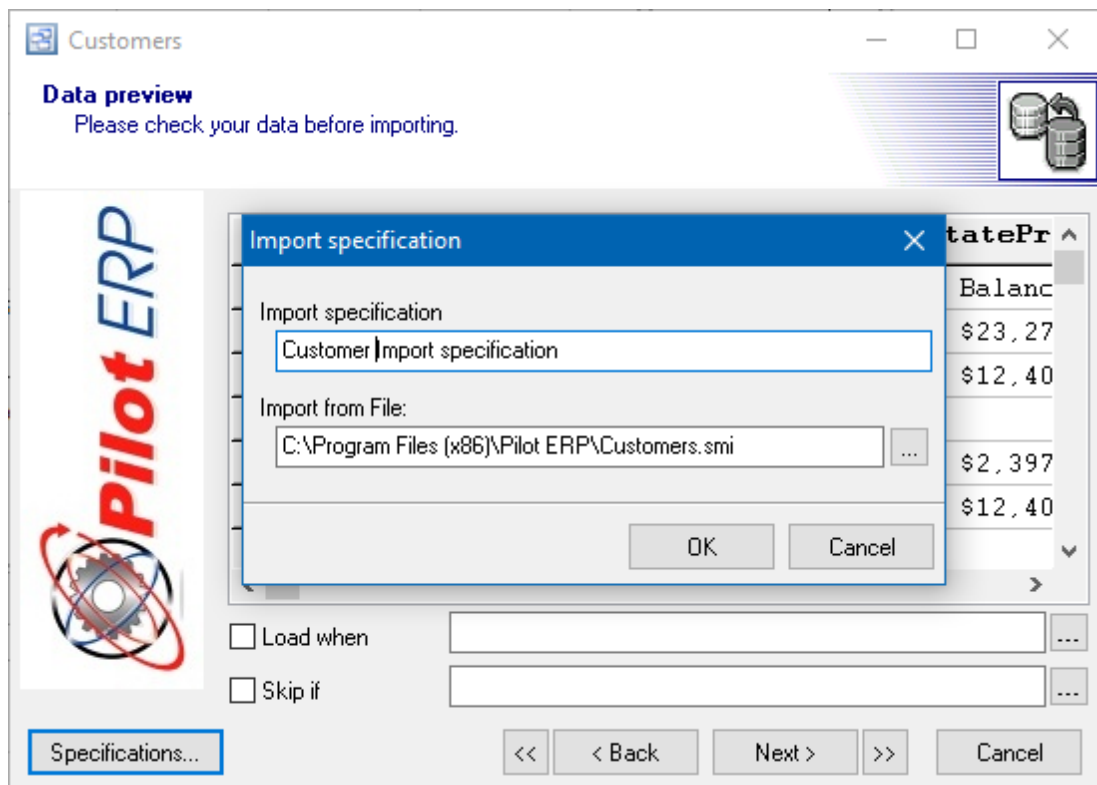 Customers
Data preview
Please check your data before importing.
Pilot ERP
tatePr
Balanc
$23,27
$12,40
$2,397
$12,40
Import specification
Import specification
Customer Import specification
Import from File:
C:\Program Files (x86)\Pilot ERP\Customers.smi
...
OK
Cancel
Load when
...
Skip if
...
Specifications...
<<
< Back
Next >
>>
Cancel